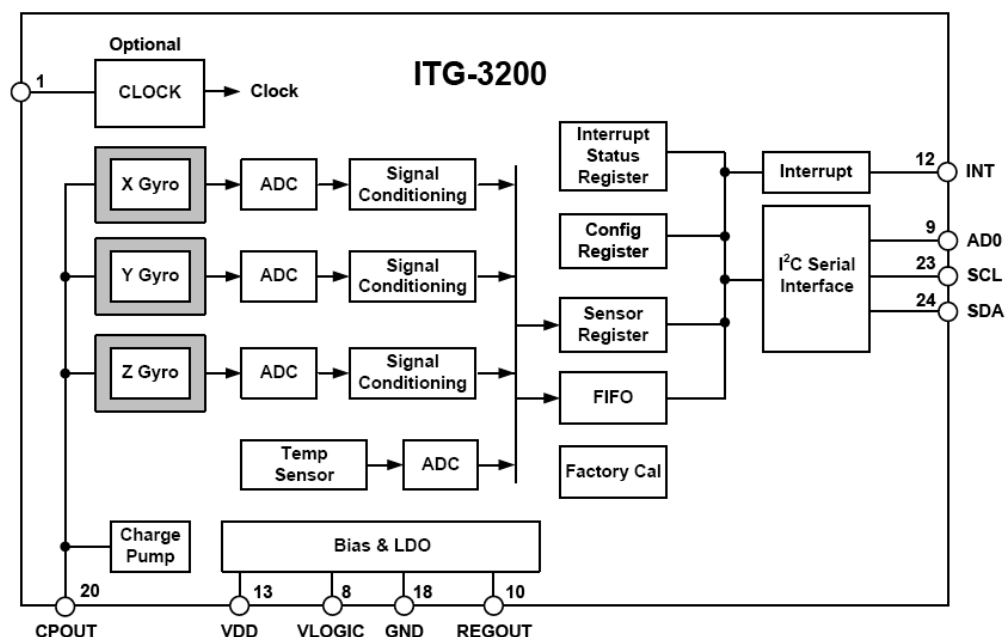 Optional
ITG-3200
1
CLOCK
Clock
Interrupt
Status
Register
Interrupt
12
INT
X Gyro
ADC
Signal
Conditioning
Config
Register
I²C Serial
Interface
9
AD0
23
SCL
24
SDA
Y Gyro
ADC
Signal
Conditioning
Sensor
Register
Z Gyro
ADC
Signal
Conditioning
FIFO
Temp
Sensor
ADC
Factory Cal
Charge
Pump
Bias & LDO
20
13
8
18
10
CPOUT
VDD
VLOGIC
GND
REGOUT